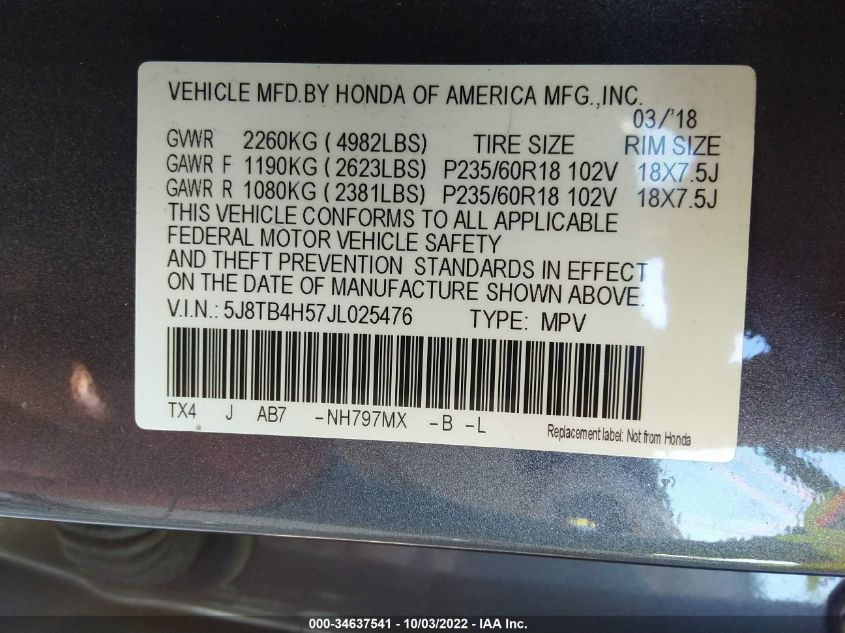 VEHICLE MFD.BY HONDA OF AMERICA MFG.,INC.
03/'18
GVWR 2260KG ( 4982LBS) TIRE SIZE RIM SIZE
GAWR F 1190KG ( 2623LBS) P235/60R18 102V 18X7.5J
GAWR R 1080KG ( 2381LBS) P235/60R18 102V 18X7.5J
THIS VEHICLE CONFORMS TO ALL APPLICABLE
FEDERAL MOTOR VEHICLE SAFETY
AND THEFT PREVENTION STANDARDS IN EFFECT
ON THE DATE OF MANUFACTURE SHOWN ABOVE.
V.I.N.: 5J8TB4H57JL025476 TYPE: MPV
TX4 J AB7 -NH797MX -B -L
Replacement label: Not from Honda
000-34637541 - 10/03/2022 - IAA Inc.